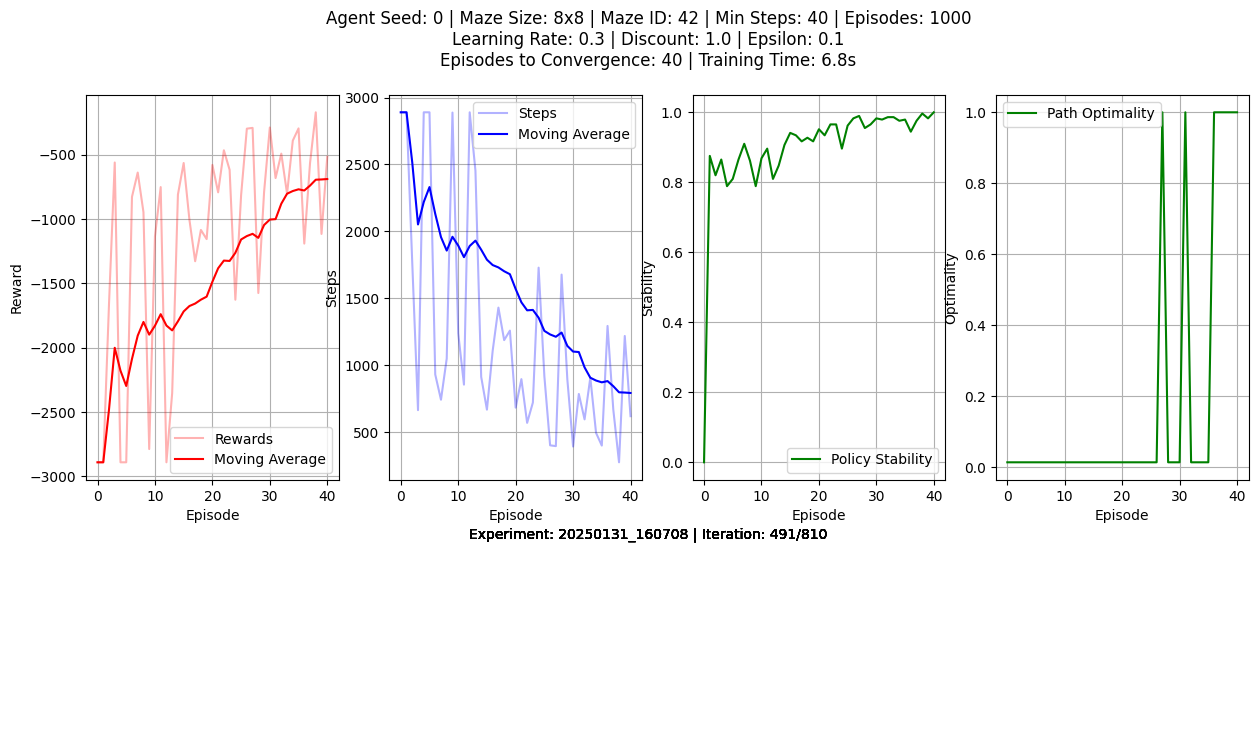 Agent Seed: 0 | Maze Size: 8x8 | Maze ID: 42 | Min Steps: 40 | Episodes: 1000
Learning Rate: 0.3 | Discount: 1.0 | Epsilon: 0.1
Episodes to Convergence: 40 | Training Time: 6.8s
Reward
−500
−1000
−1500
−2000
−2500
−3000
Rewards
Moving Average
0 10 20 30 40
Episode
Steps
3000
2500
2000
1500
1000
500
Steps
Moving Average
0 10 20 30 40
Episode
Stability
1.0
0.8
0.6
0.4
0.2
0.0
Policy Stability
0 10 20 30 40
Episode
Optimality
1.0
0.8
0.6
0.4
0.2
0.0
Path Optimality
0 10 20 30 40
Episode
Experiment: 20250131_160708 | Iteration: 491/810